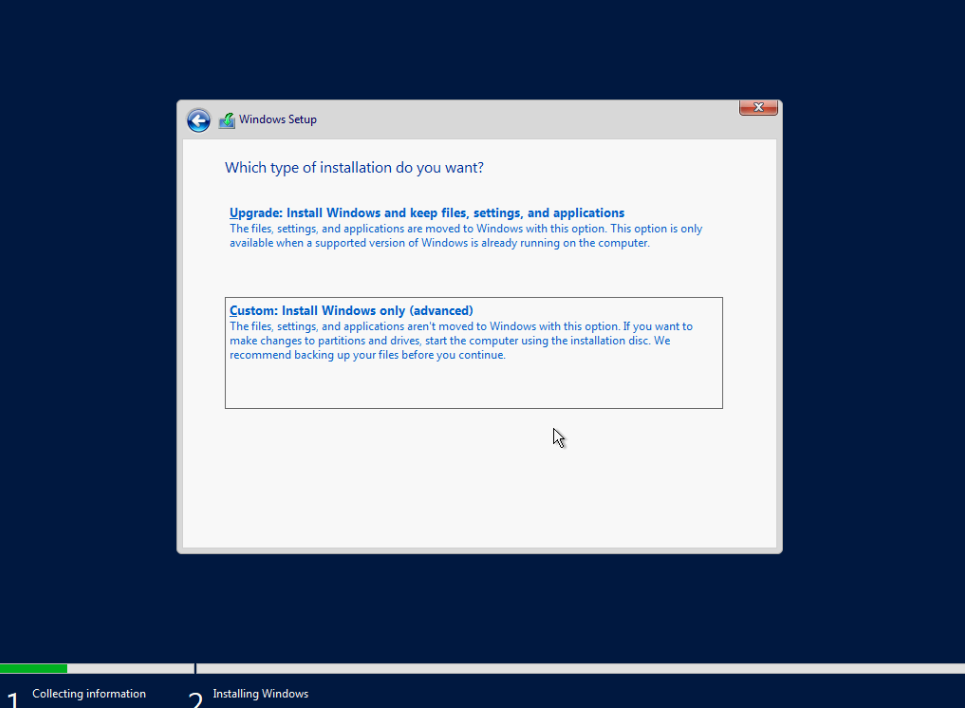 Windows Setup
Which type of installation do you want?
Upgrade: Install Windows and keep files, settings, and applications
The files, settings, and applications are moved to Windows with this option. This option is only
available when a supported version of Windows is already running on the computer.
Custom: Install Windows only (advanced)
The files, settings, and applications aren't moved to Windows with this option. If you want to
make changes to partitions and drives, start the computer using the installation disc. We
recommend backing up your files before you continue.
1 Collecting information
2 Installing Windows